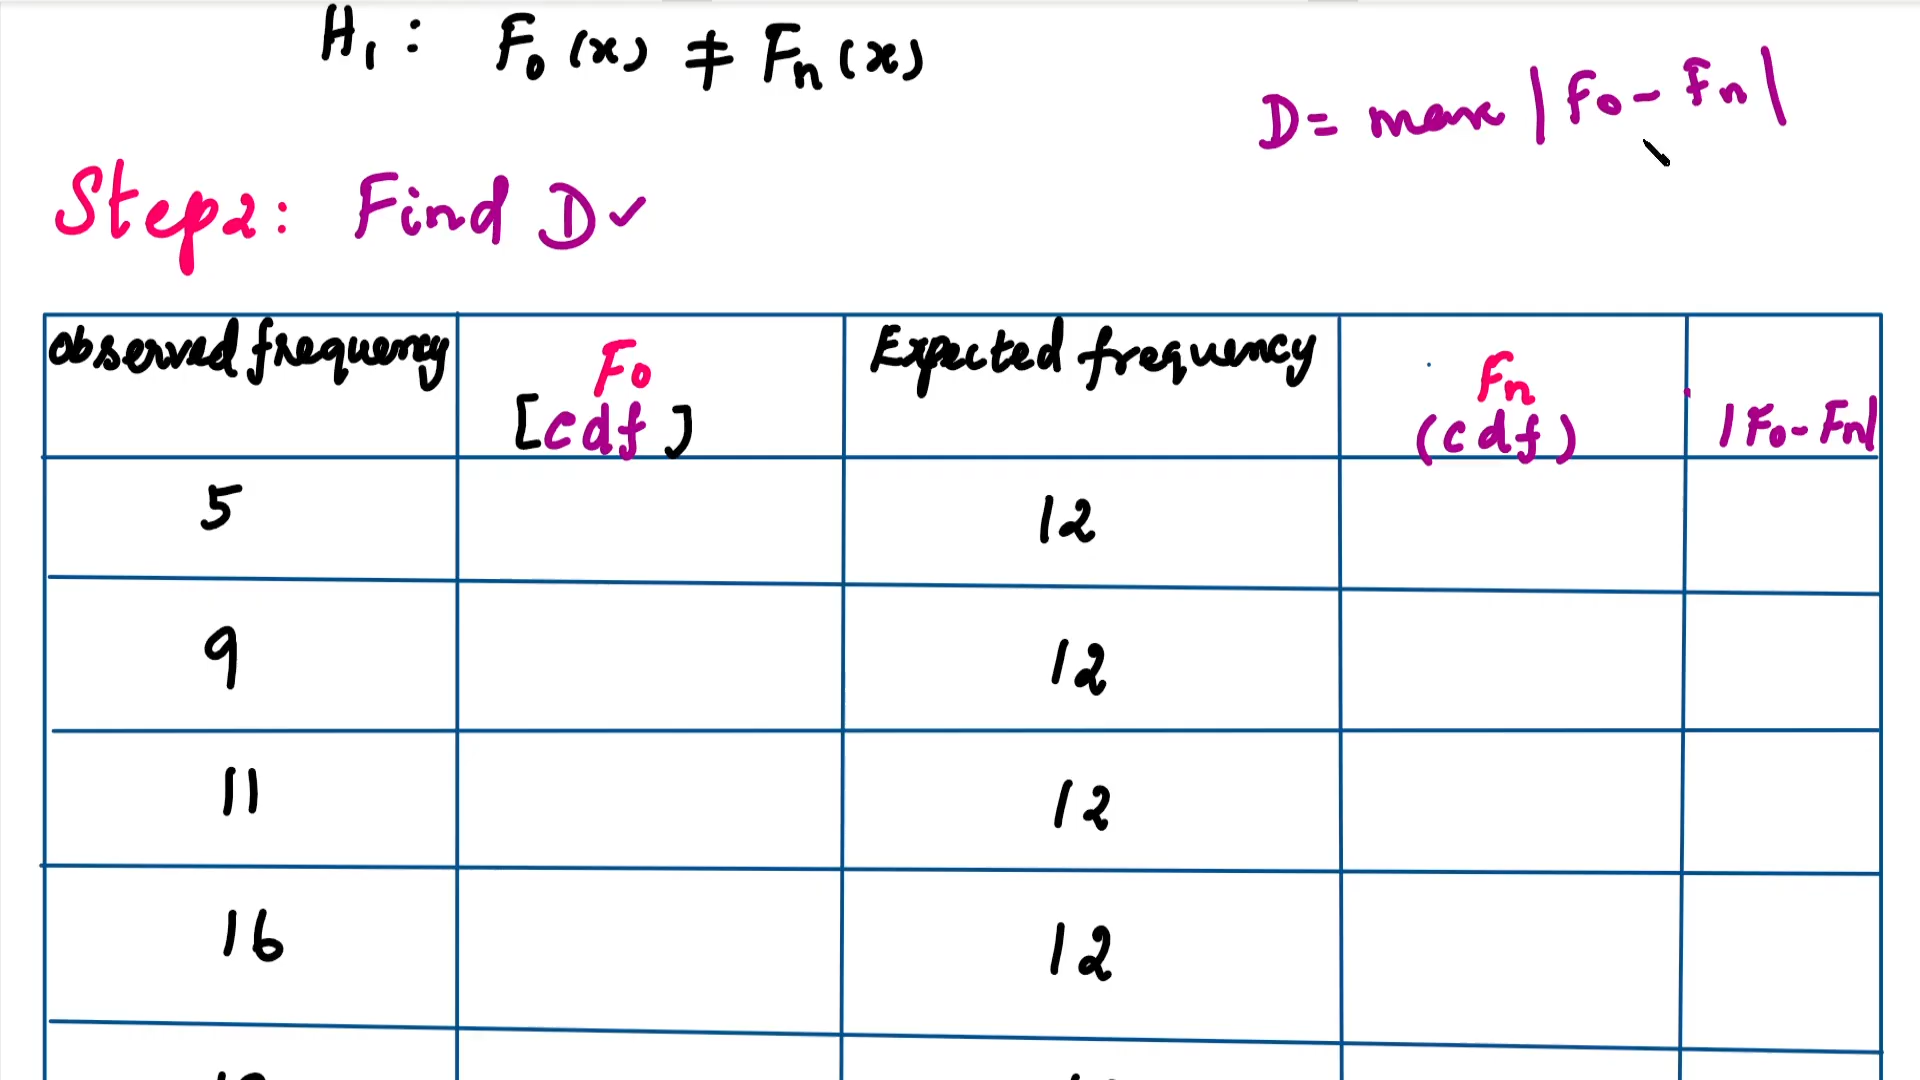 H₁ : F₀(x) ≠ Fₙ(x)
D = max |F₀ - Fₙ|
Step2: Find D✓
Observed frequency F₀ [cdf] Expected frequency Fₙ (cdf) |F₀ - Fₙ|
5 12
9 12
11 12
16 12